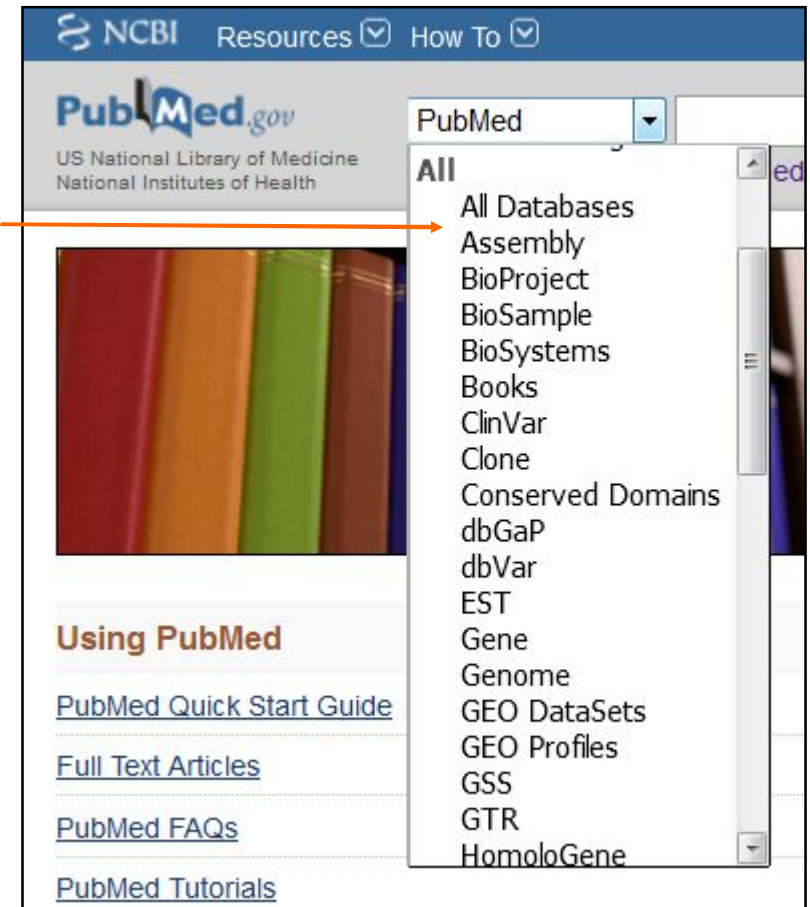 NCBI Resources How To
PubMed.gov
US National Library of Medicine
National Institutes of Health
PubMed
All
ed
All Databases
Assembly
BioProject
BioSample
BioSystems
Books
ClinVar
Clone
Conserved Domains
dbGaP
dbVar
EST
Gene
Genome
GEO DataSets
GEO Profiles
GSS
GTR
HomoloGene
Using PubMed
PubMed Quick Start Guide
Full Text Articles
PubMed FAQs
PubMed Tutorials